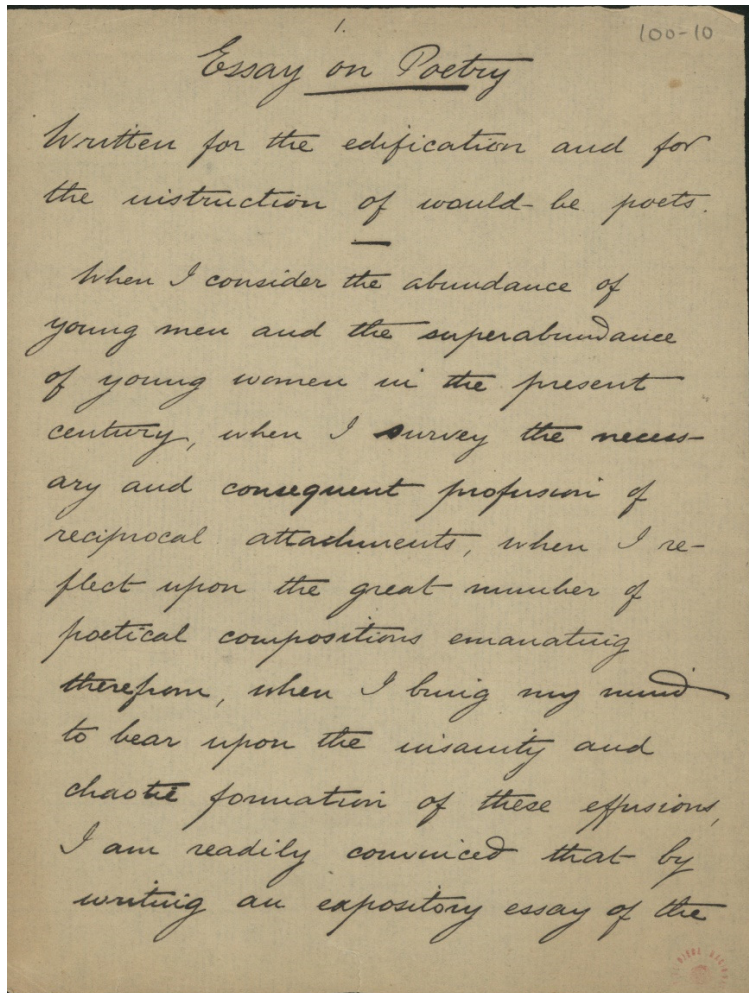 1.
100-10
Essay on Poetry
Written for the edification and for
the instruction of would-be poets.
When I consider the abundance of
young men and the superabundance
of young women in the present
century, when I survey the necess-
ary and consequent profusion of
reciprocal attachments, when I re-
flect upon the great number of
poetical compositions emanating
therefrom, when I bring my mind
to bear upon the insanity and
chaotic formation of these effusions,
I am readily convinced that by
writing an expository essay of the